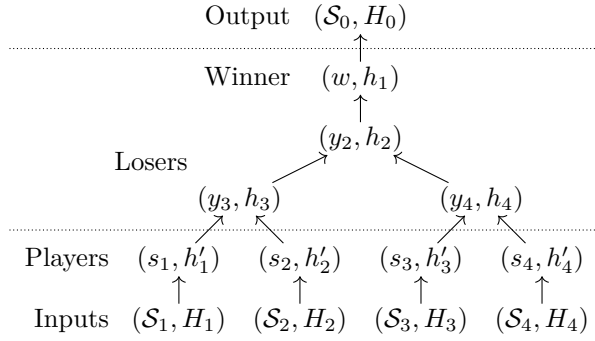 Output (𝒮₀, H₀)
Winner (w, h₁)
(y₂, h₂)
Losers
(y₃, h₃) (y₄, h₄)
Players (s₁, h′₁) (s₂, h′₂) (s₃, h′₃) (s₄, h′₄)
Inputs (𝒮₁, H₁) (𝒮₂, H₂) (𝒮₃, H₃) (𝒮₄, H₄)